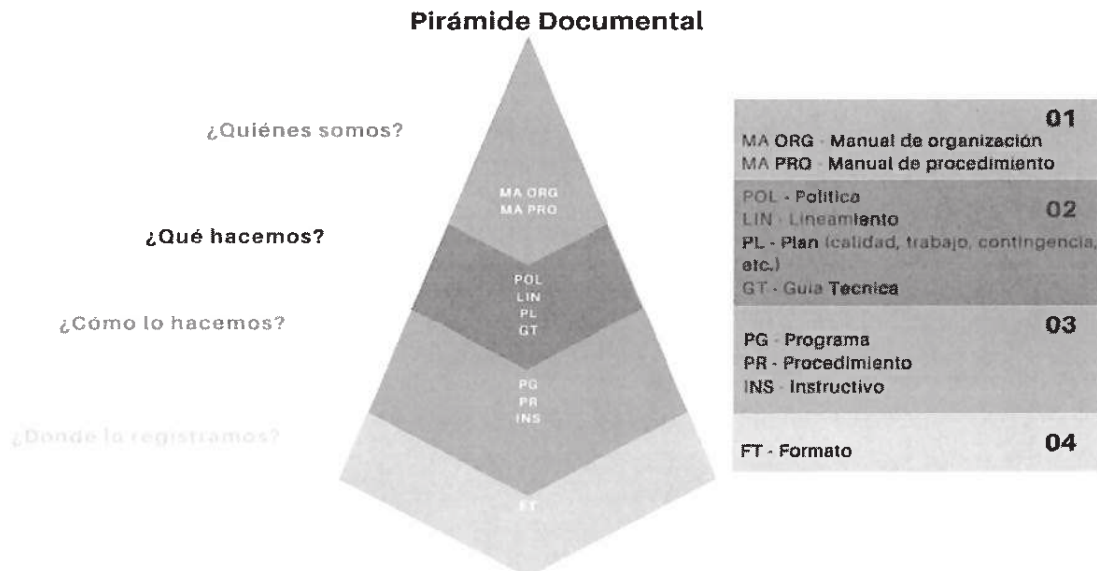 Pirámide Documental
¿Quiénes somos?
¿Qué hacemos?
¿Cómo lo hacemos?
¿Donde lo registramos?
MA ORG
MA PRO
POL
LIN
PL
GT
PG
PR
INS
FT
01
MA ORG - Manual de organización
MA PRO - Manual de procedimiento
02
POL - Política
LIN - Lineamiento
PL - Plan (calidad, trabajo, contingencia,
etc.)
GT - Guia Tecnica
03
PG - Programa
PR - Procedimiento
INS - Instructivo
04
FT - Formato